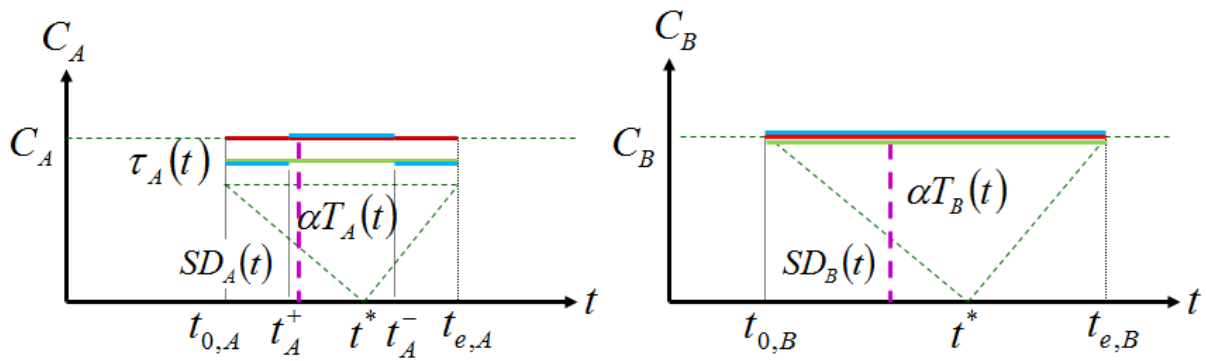 C_A
C_A
τ_A(t)
αT_A(t)
SD_A(t)
t
t_{0,A} t_A^+ t^* t_A^- t_{e,A}
C_B
C_B
αT_B(t)
SD_B(t)
t
t_{0,B} t^* t_{e,B}